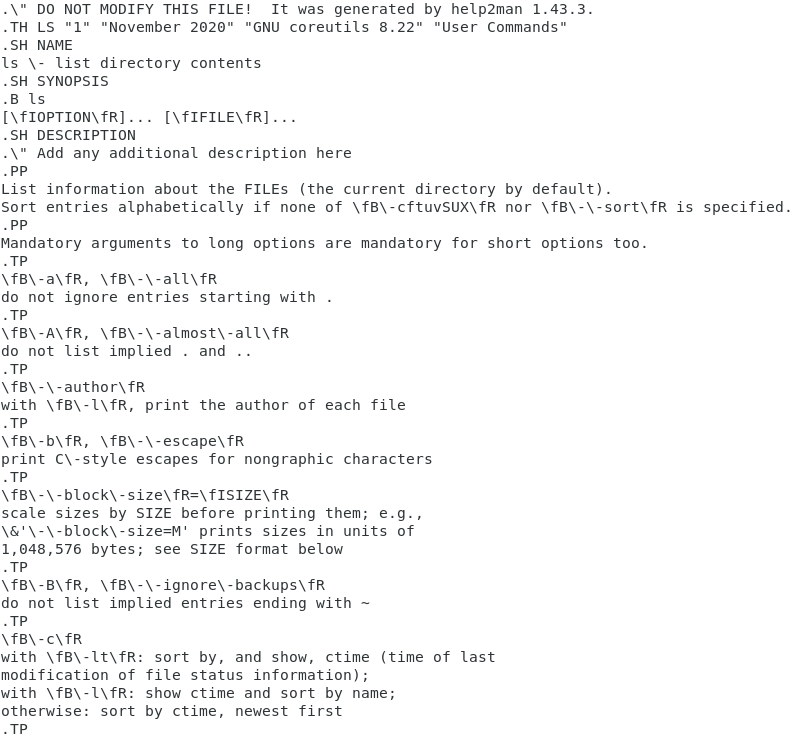 .\" DO NOT MODIFY THIS FILE!  It was generated by help2man 1.43.3.
.TH LS "1" "November 2020" "GNU coreutils 8.22" "User Commands"
.SH NAME
ls \- list directory contents
.SH SYNOPSIS
.B ls
[\fIOPTION\fR]... [\fIFILE\fR]...
.SH DESCRIPTION
.\" Add any additional description here
.PP
List information about the FILEs (the current directory by default).
Sort entries alphabetically if none of \fB\-cftuvSUX\fR nor \fB\-\-sort\fR is specified.
.PP
Mandatory arguments to long options are mandatory for short options too.
.TP
\fB\-a\fR, \fB\-\-all\fR
do not ignore entries starting with .
.TP
\fB\-A\fR, \fB\-\-almost\-all\fR
do not list implied . and ..
.TP
\fB\-\-author\fR
with \fB\-l\fR, print the author of each file
.TP
\fB\-b\fR, \fB\-\-escape\fR
print C\-style escapes for nongraphic characters
.TP
\fB\-\-block\-size\fR=\fISIZE\fR
scale sizes by SIZE before printing them; e.g.,
\&'\-\-block\-size=M' prints sizes in units of
1,048,576 bytes; see SIZE format below
.TP
\fB\-B\fR, \fB\-\-ignore\-backups\fR
do not list implied entries ending with ~
.TP
\fB\-c\fR
with \fB\-lt\fR: sort by, and show, ctime (time of last
modification of file status information);
with \fB\-l\fR: show ctime and sort by name;
otherwise: sort by ctime, newest first
.TP